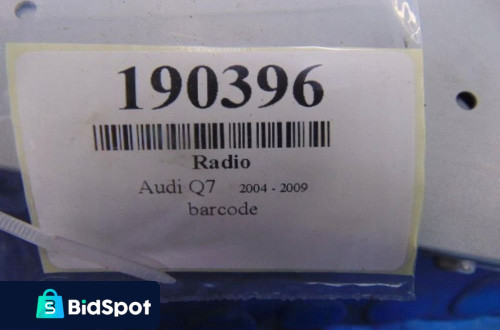 190396
Radio
Audi Q7 2004 - 2009
barcode
S BidSpot